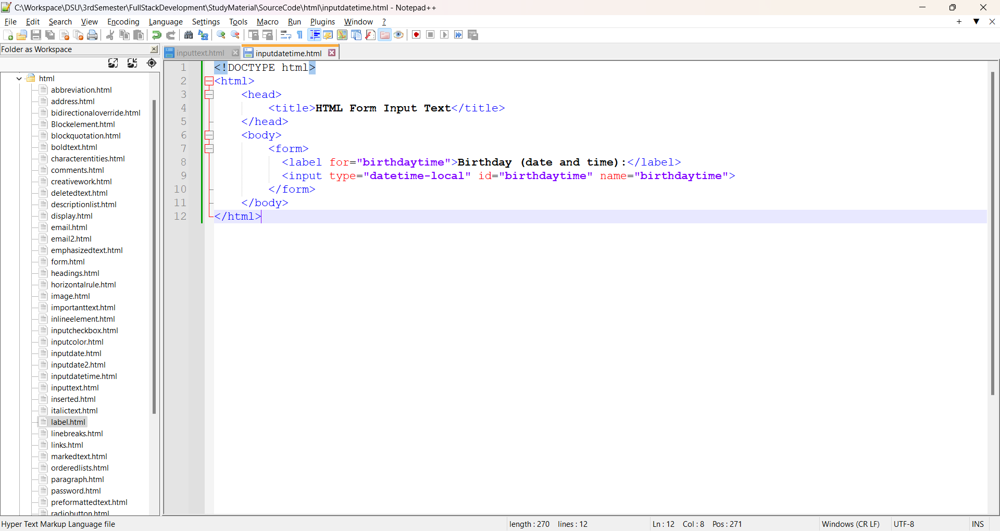 C:\Workspace\DSU\3rdSemester\FullStackDevelopment\StudyMaterial\SourceCode\html\inputdatetime.html - Notepad++
File Edit Search View Encoding Language Settings Tools Macro Run Plugins Window ?
Folder as Workspace
html
abbreviation.html
address.html
bidirectionaloverride.html
Blockelement.html
blockquotation.html
boldtext.html
characterentities.html
comments.html
creativework.html
deletedtext.html
descriptionlist.html
display.html
email.html
email2.html
emphasizedtext.html
form.html
headings.html
horizontalrule.html
image.html
importanttext.html
inlineelement.html
inputcheckbox.html
inputcolor.html
inputdate.html
inputdate2.html
inputdatetime.html
inputtext.html
inserted.html
italictext.html
label.html
linebreaks.html
links.html
markedtext.html
orderedlists.html
paragraph.html
password.html
preformattedtext.html
radiobutton.html
inputtext.html inputdatetime.html
1 <!DOCTYPE html>
2 <html>
3 <head>
4 <title>HTML Form Input Text</title>
5 </head>
6 <body>
7 <form>
8 <label for="birthdaytime">Birthday (date and time):</label>
9 <input type="datetime-local" id="birthdaytime" name="birthdaytime">
10 </form>
11 </body>
12 </html>
Hyper Text Markup Language file length : 270 lines : 12 Ln : 12 Col : 8 Pos : 271 Windows (CR LF) UTF-8 INS